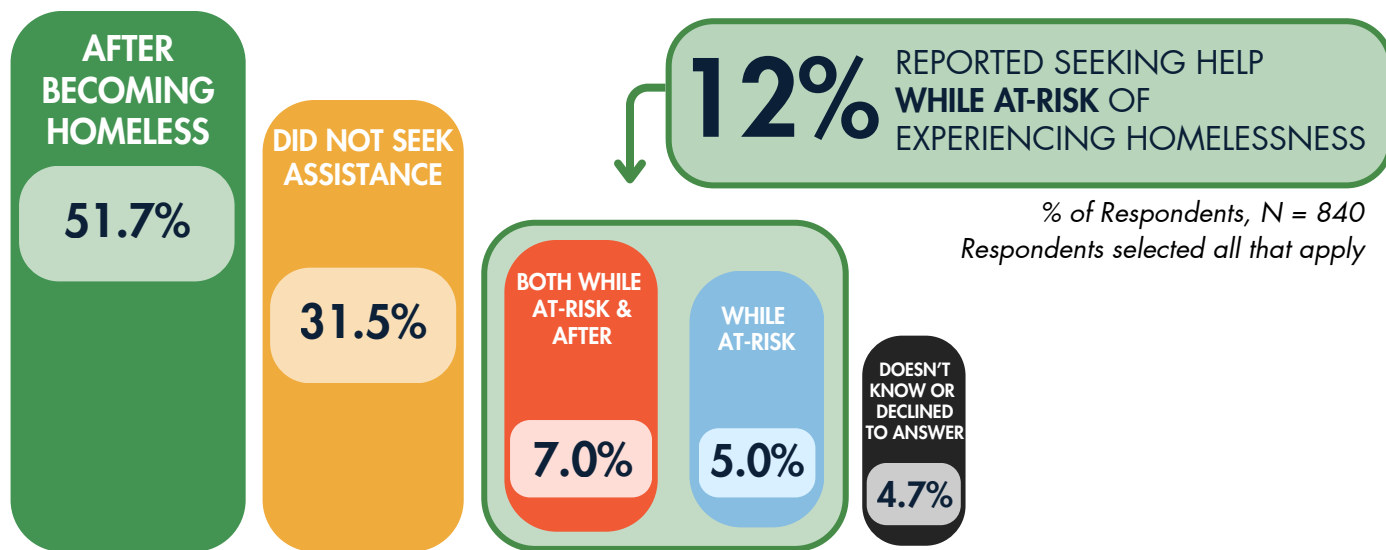 AFTER
BECOMING
HOMELESS
51.7%
DID NOT SEEK
ASSISTANCE
31.5%
BOTH WHILE
AT-RISK &
AFTER
7.0%
WHILE
AT-RISK
5.0%
DOESN'T
KNOW OR
DECLINED
TO ANSWER
4.7%
12%
REPORTED SEEKING HELP
WHILE AT-RISK OF
EXPERIENCING HOMELESSNESS
% of Respondents, N = 840
Respondents selected all that apply